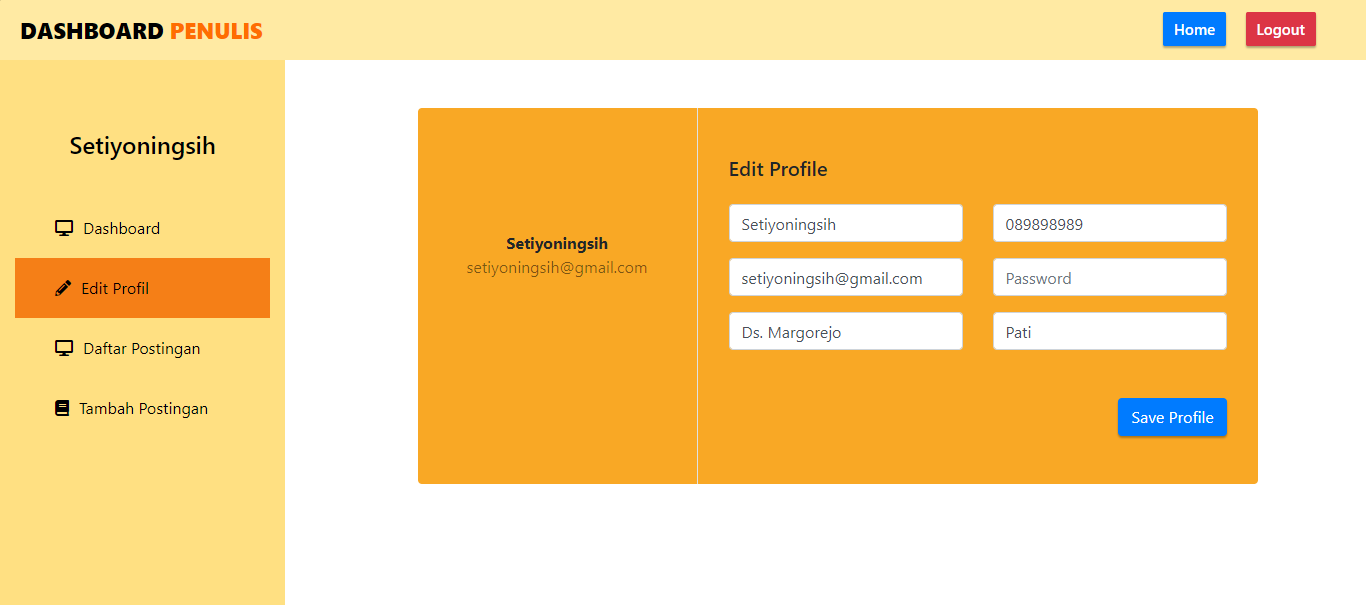 DASHBOARD PENULIS
Home
Logout
Setiyoningsih
Dashboard
Edit Profil
Daftar Postingan
Tambah Postingan
Setiyoningsih
setiyoningsih@gmail.com
Edit Profile
Setiyoningsih
089898989
setiyoningsih@gmail.com
Password
Ds. Margorejo
Pati
Save Profile